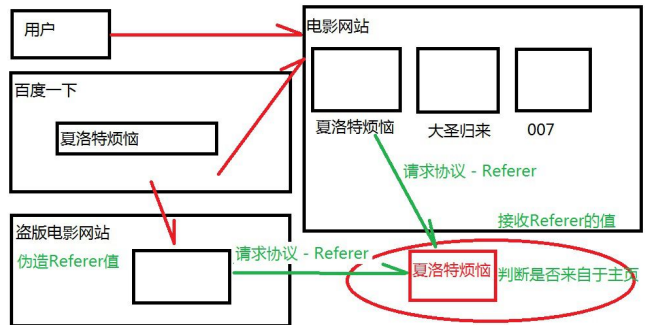 用户
电影网站
百度一下
夏洛特烦恼
夏洛特烦恼
大圣归来
007
请求协议 - Referer
接收Referer的值
盗版电影网站
伪造Referer值
请求协议 - Referer
夏洛特烦恼
判断是否来自于主页